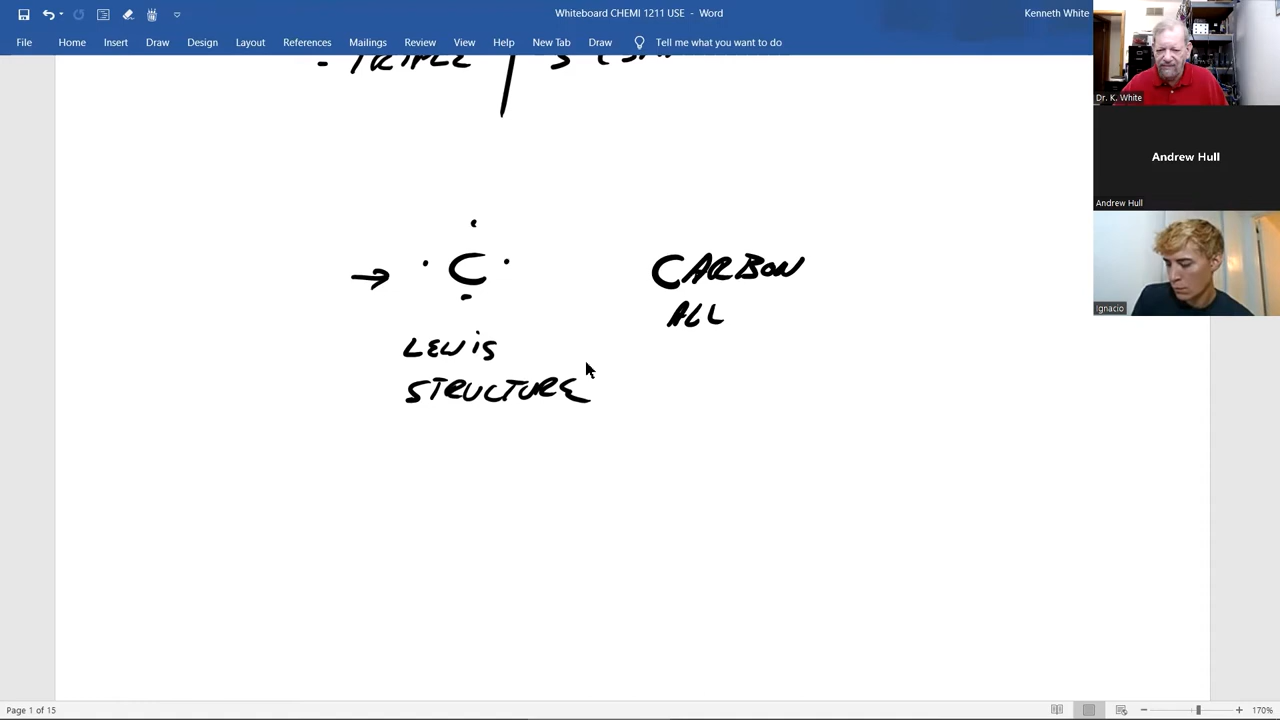 Whiteboard CHEMI 1211 USE - Word
Kenneth White
File Home Insert Draw Design Layout References Mailings Review View Help New Tab Draw Tell me what you want to do
- TRIPLE
Dr. K. White
Andrew Hull
Andrew Hull
→ C
CARBON
ALL
Ignacio
LEWIS
STRUCTURE
Page 1 of 15
170%